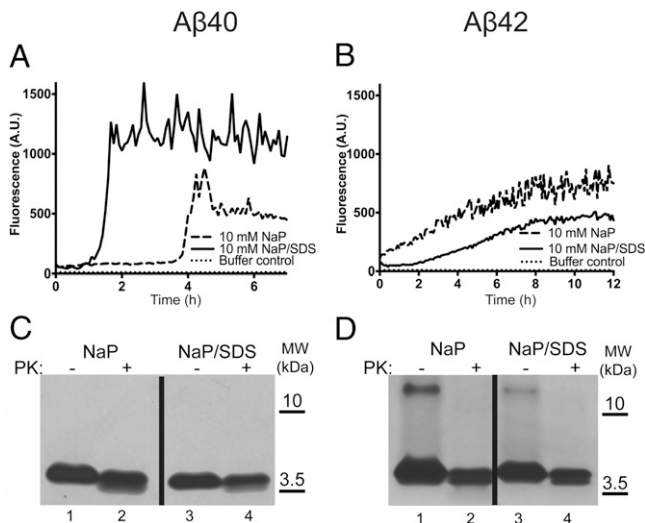 Aβ40
Aβ42
A
B
Fluorescence (A.U.)
1500
1000
500
0
0
2
4
6
Time (h)
10 mM NaP
10 mM NaP/SDS
Buffer control
Fluorescence (A.U.)
1500
1000
500
0
0
2
4
6
8
10
12
Time (h)
10 mM NaP
10 mM NaP/SDS
Buffer control
C
NaP
NaP/SDS
MW
(kDa)
PK:
-
+
-
+
10
3.5
1
2
3
4
D
NaP
NaP/SDS
MW
(kDa)
PK:
-
+
-
+
10
3.5
1
2
3
4